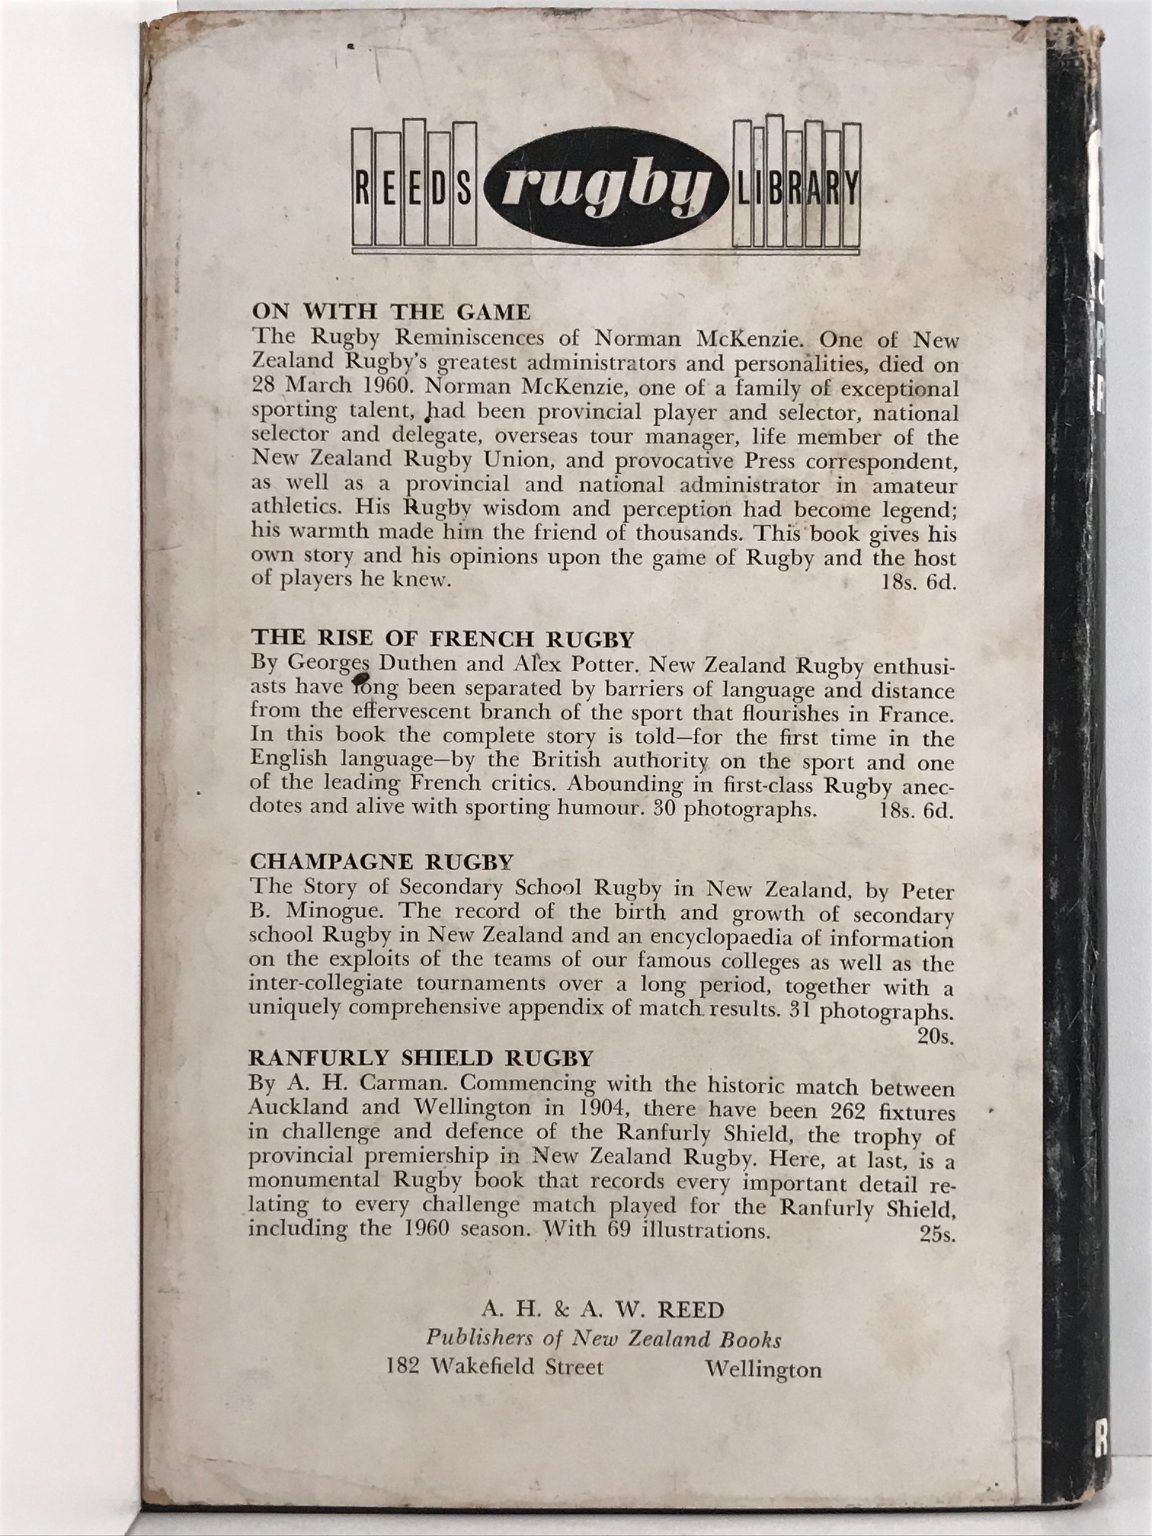 REEDS rugby LIBRARY
ON WITH THE GAME
The Rugby Reminiscences of Norman McKenzie. One of New
Zealand Rugby's greatest administrators and personalities, died on
28 March 1960. Norman McKenzie, one of a family of exceptional
sporting talent, had been provincial player and selector, national
selector and delegate, overseas tour manager, life member of the
New Zealand Rugby Union, and provocative Press correspondent,
as well as a provincial and national administrator in amateur
athletics. His Rugby wisdom and perception had become legend;
his warmth made him the friend of thousands. This book gives his
own story and his opinions upon the game of Rugby and the host
of players he knew. 18s. 6d.
THE RISE OF FRENCH RUGBY
By Georges Duthen and Alex Potter. New Zealand Rugby enthusi-
asts have long been separated by barriers of language and distance
from the effervescent branch of the sport that flourishes in France.
In this book the complete story is told—for the first time in the
English language—by the British authority on the sport and one
of the leading French critics. Abounding in first-class Rugby anec-
dotes and alive with sporting humour. 30 photographs. 18s. 6d.
CHAMPAGNE RUGBY
The Story of Secondary School Rugby in New Zealand, by Peter
B. Minogue. The record of the birth and growth of secondary
school Rugby in New Zealand and an encyclopaedia of information
on the exploits of the teams of our famous colleges as well as the
inter-collegiate tournaments over a long period, together with a
uniquely comprehensive appendix of match results. 31 photographs.
20s.
RANFURLY SHIELD RUGBY
By A. H. Carman. Commencing with the historic match between
Auckland and Wellington in 1904, there have been 262 fixtures
in challenge and defence of the Ranfurly Shield, the trophy of
provincial premiership in New Zealand Rugby. Here, at last, is a
monumental Rugby book that records every important detail re-
lating to every challenge match played for the Ranfurly Shield,
including the 1960 season. With 69 illustrations. 25s.
A. H. & A. W. REED
Publishers of New Zealand Books
182 Wakefield Street Wellington